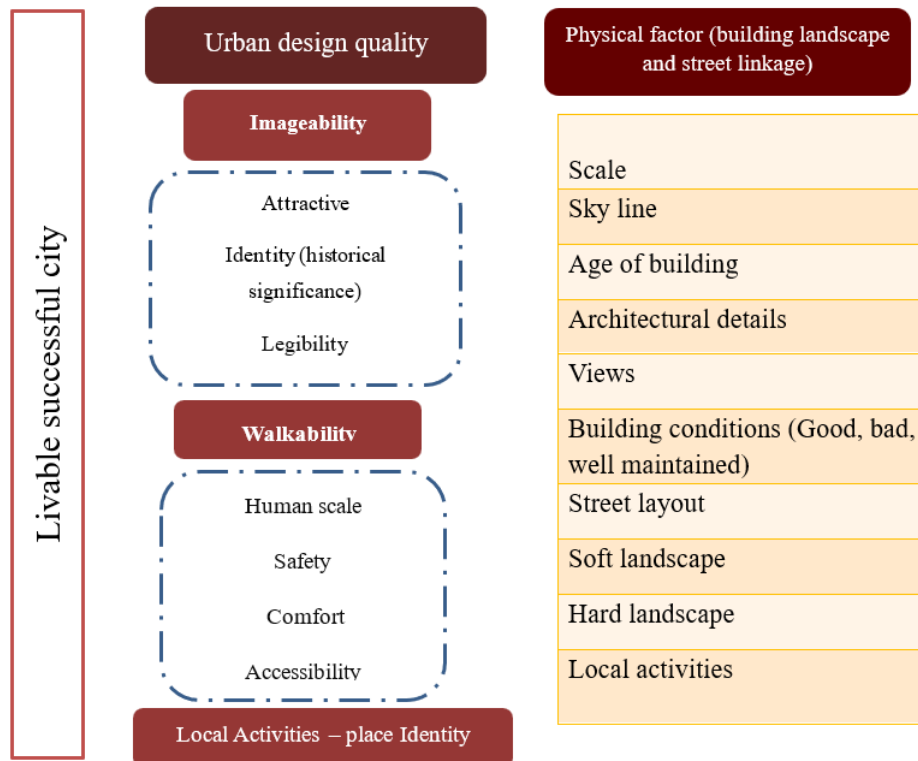 Livable successful city
Urban design quality
Imageability
Attractive
Identity (historical
significance)
Legibility
Walkability
Human scale
Safety
Comfort
Accessibility
Local Activities – place Identity
Physical factor (building landscape
and street linkage)
Scale
Sky line
Age of building
Architectural details
Views
Building conditions (Good, bad,
well maintained)
Street layout
Soft landscape
Hard landscape
Local activities